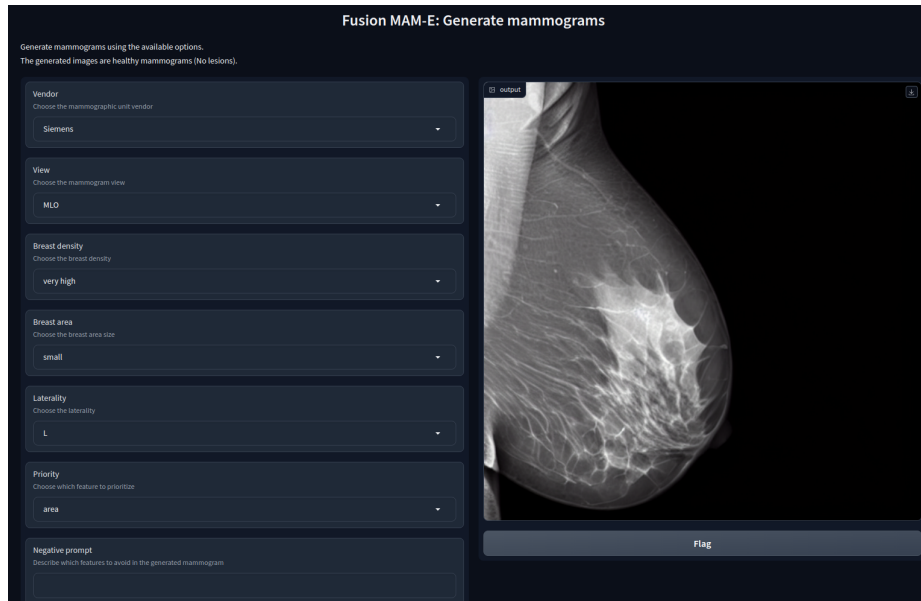 Fusion MAM-E: Generate mammograms
Generate mammograms using the available options.
The generated images are healthy mammograms (No lesions).
Vendor
Choose the mammographic unit vendor
Siemens
View
Choose the mammogram view
MLO
Breast density
Choose the breast density
very high
Breast area
Choose the breast area size
small
Laterality
Choose the laterality
L
Priority
Choose which feature to prioritize
area
Negative prompt
Describe which features to avoid in the generated mammogram
output
Flag